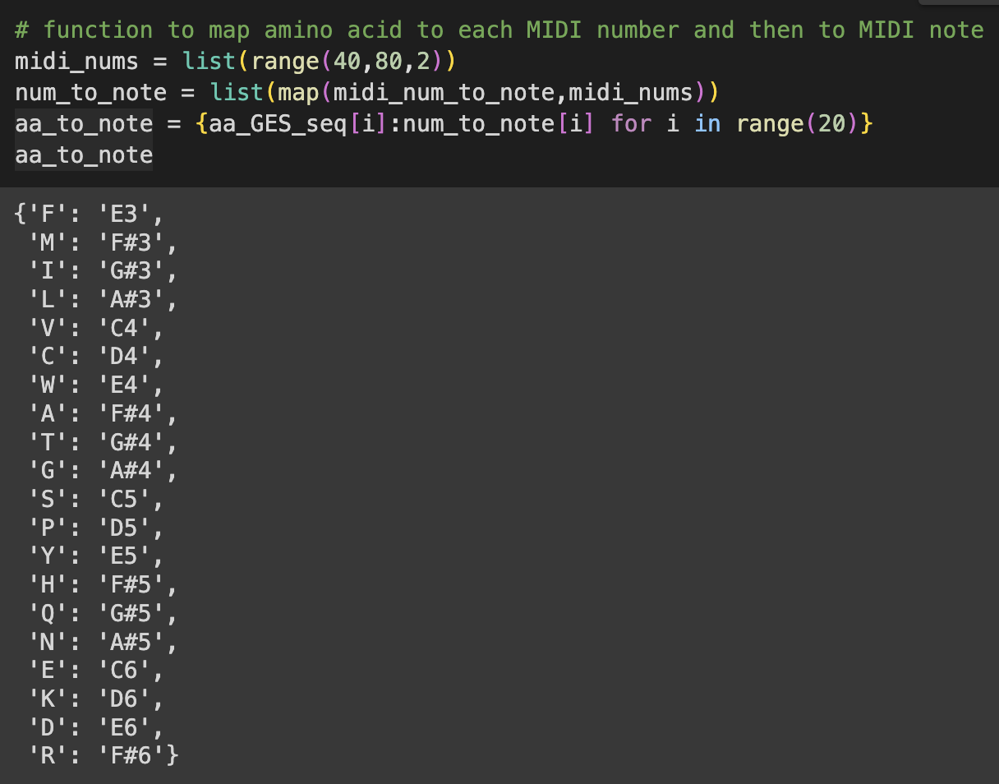 # function to map amino acid to each MIDI number and then to MIDI note
midi_nums = list(range(40,80,2))
num_to_note = list(map(midi_num_to_note,midi_nums))
aa_to_note = {aa_GES_seq[i]:num_to_note[i] for i in range(20)}
aa_to_note
{'F': 'E3',
 'M': 'F#3',
 'I': 'G#3',
 'L': 'A#3',
 'V': 'C4',
 'C': 'D4',
 'W': 'E4',
 'A': 'F#4',
 'T': 'G#4',
 'G': 'A#4',
 'S': 'C5',
 'P': 'D5',
 'Y': 'E5',
 'H': 'F#5',
 'Q': 'G#5',
 'N': 'A#5',
 'E': 'C6',
 'K': 'D6',
 'D': 'E6',
 'R': 'F#6'}